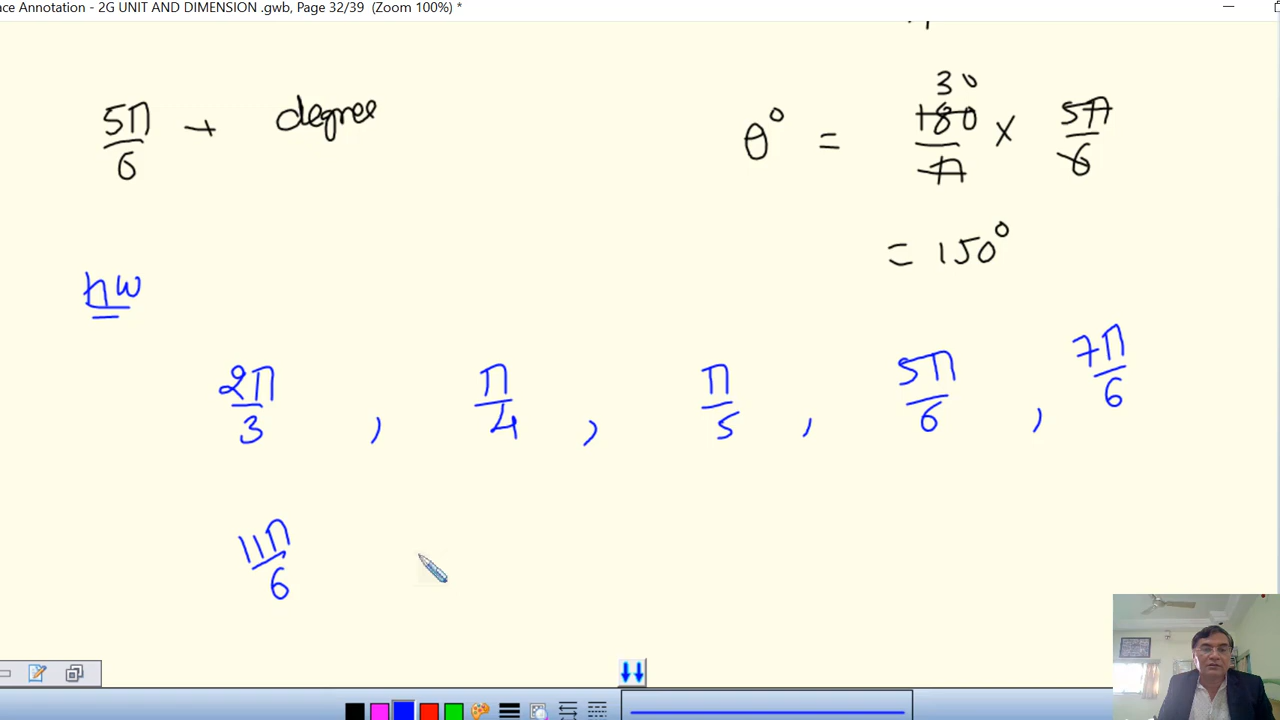 ce Annotation - 2G UNIT AND DIMENSION .gwb, Page 32/39 (Zoom 100%) *
5π/6 → degree
θ° = 180/π × 5π/6
30
= 150°
hw
2π/3 , π/4 , π/5 , 5π/6 , 7π/6
11π/6